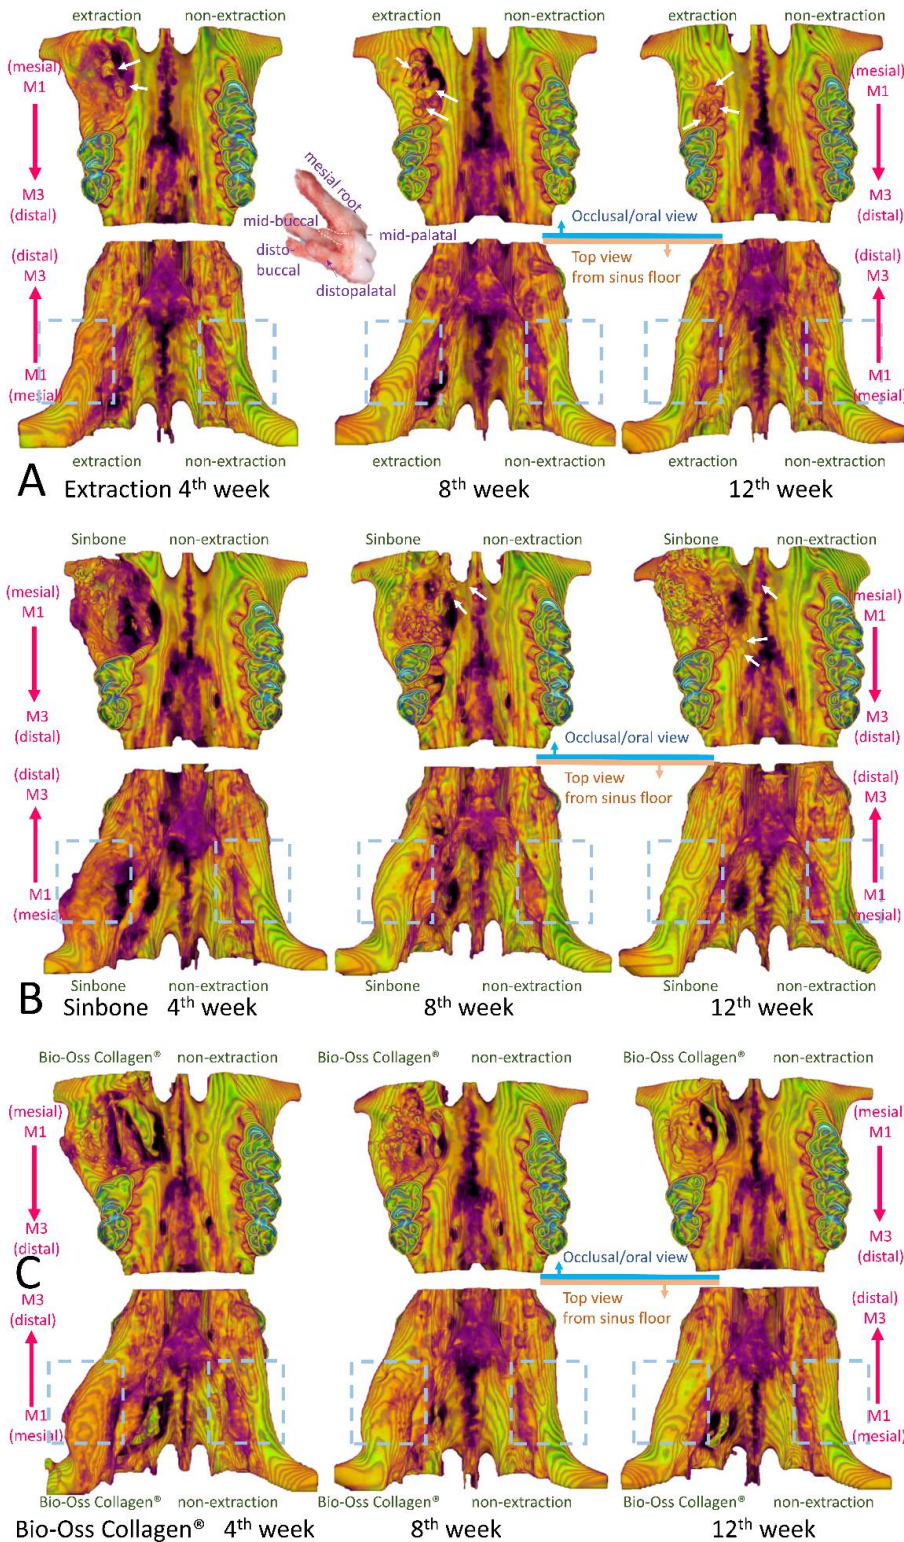 extraction non-extraction extraction non-extraction extraction non-extraction
(mesial)
M1
M3
(distal)
(mesial)
M1
M3
(distal)
mesial root
mid-buccal
mid-palatal
disto-
buccal
distopalatal
Occlusal/oral view
Top view
from sinus floor
(distal)
M3
M1
(mesial)
(distal)
M3
M1
(mesial)
extraction non-extraction extraction non-extraction extraction non-extraction
A Extraction 4th week 8th week 12th week
Sinbone non-extraction Sinbone non-extraction Sinbone non-extraction
(mesial)
M1
M3
(distal)
(mesial)
M1
M3
(distal)
Occlusal/oral view
Top view
from sinus floor
(distal)
M3
M1
(mesial)
(distal)
M3
M1
(mesial)
Sinbone non-extraction Sinbone non-extraction Sinbone non-extraction
B Sinbone 4th week 8th week 12th week
Bio-Oss Collagen® non-extraction Bio-Oss Collagen® non-extraction Bio-Oss Collagen® non-extraction
(mesial)
M1
M3
(distal)
(mesial)
M1
M3
(distal)
C
Occlusal/oral view
Top view
from sinus floor
M3
(distal)
M1
(mesial)
(distal)
M3
M1
(mesial)
Bio-Oss Collagen® non-extraction Bio-Oss Collagen® non-extraction Bio-Oss Collagen® non-extraction
Bio-Oss Collagen® 4th week 8th week 12th week